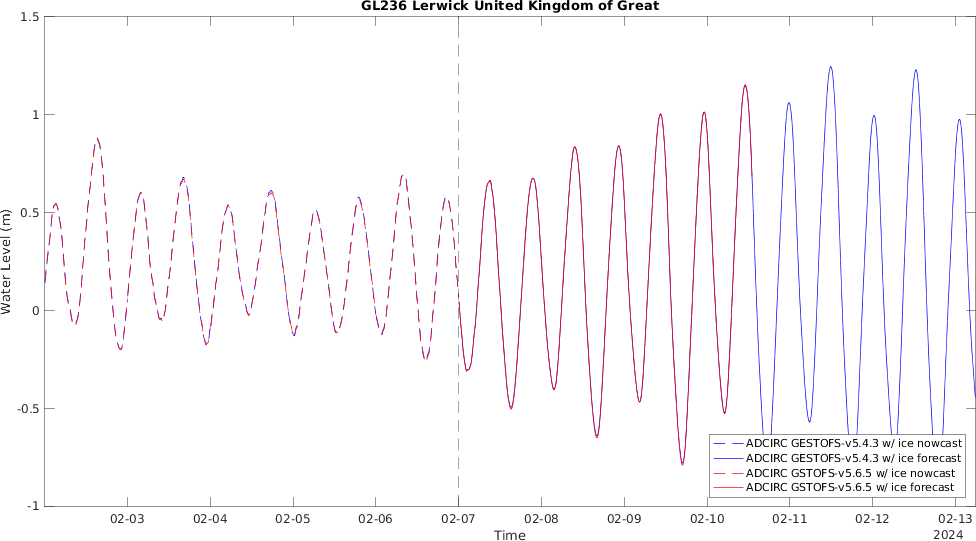 GL236 Lerwick United Kingdom of Great
1.5
1
0.5
0
-0.5
-1
Water Level (m)
ADCIRC GESTOFS-v5.4.3 w/ ice nowcast
ADCIRC GESTOFS-v5.4.3 w/ ice forecast
ADCIRC GSTOFS-v5.6.5 w/ ice nowcast
ADCIRC GSTOFS-v5.6.5 w/ ice forecast
02-03 02-04 02-05 02-06 02-07 02-08 02-09 02-10 02-11 02-12 02-13
Time
2024